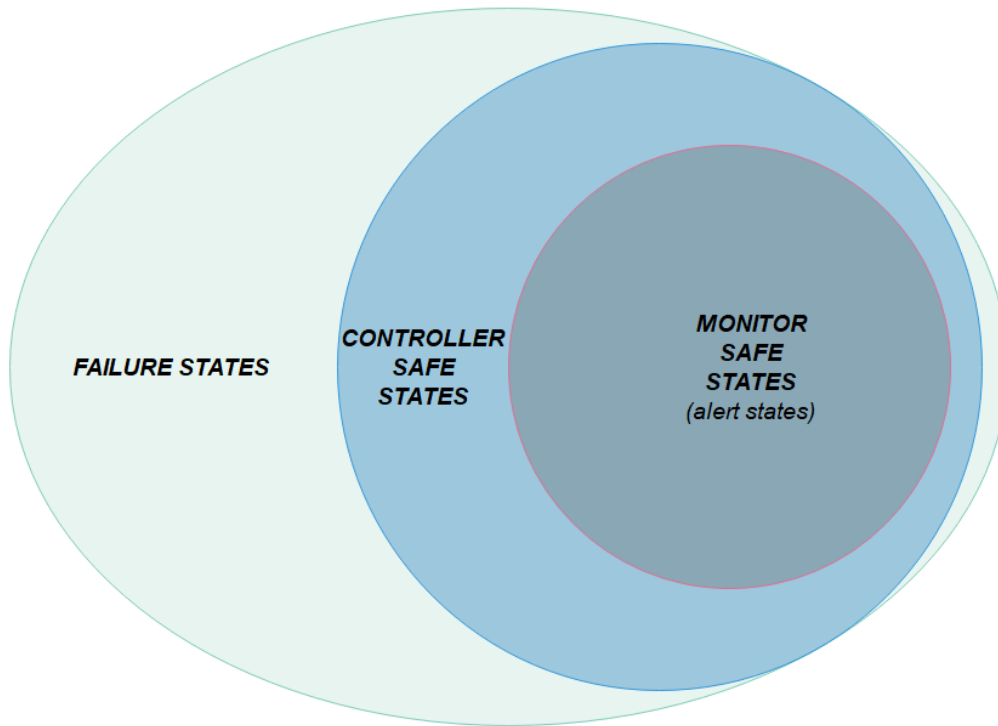 FAILURE STATES
CONTROLLER
SAFE
STATES
MONITOR
SAFE
STATES
(alert states)